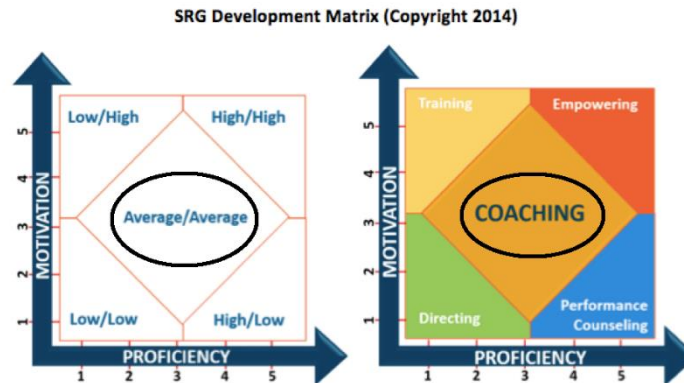 SRG Development Matrix (Copyright 2014)
MOTIVATION
5
4
3
2
1
Low/High
High/High
Average/Average
Low/Low
High/Low
PROFICIENCY
1
2
3
4
5
MOTIVATION
5
4
3
2
1
Training
Empowering
COACHING
Directing
Performance
Counseling
PROFICIENCY
1
2
3
4
5